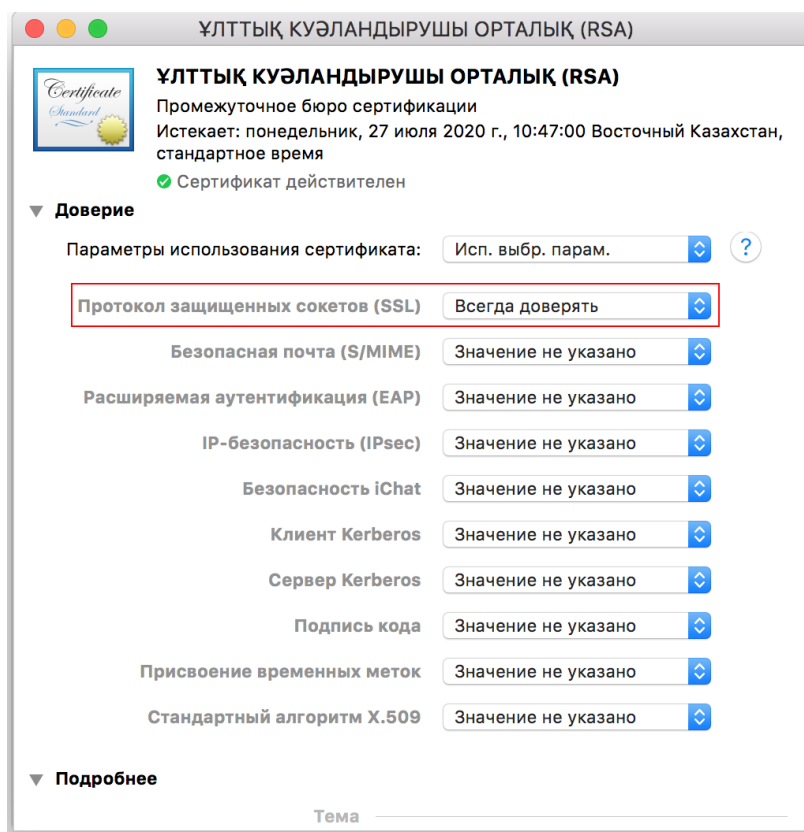 ҰЛТТЫҚ КУӘЛАНДЫРУШЫ ОРТАЛЫҚ (RSA)
Certificate
Standard
ҰЛТТЫҚ КУӘЛАНДЫРУШЫ ОРТАЛЫҚ (RSA)
Промежуточное бюро сертификации
Истекает: понедельник, 27 июля 2020 г., 10:47:00 Восточный Казахстан,
стандартное время
Сертификат действителен
Доверие
Параметры использования сертификата: Исп. выбр. парам. ?
Протокол защищенных сокетов (SSL) Всегда доверять
Безопасная почта (S/MIME) Значение не указано
Расширяемая аутентификация (EAP) Значение не указано
IP-безопасность (IPsec) Значение не указано
Безопасность iChat Значение не указано
Клиент Kerberos Значение не указано
Сервер Kerberos Значение не указано
Подпись кода Значение не указано
Присвоение временных меток Значение не указано
Стандартный алгоритм X.509 Значение не указано
Подробнее
Тема